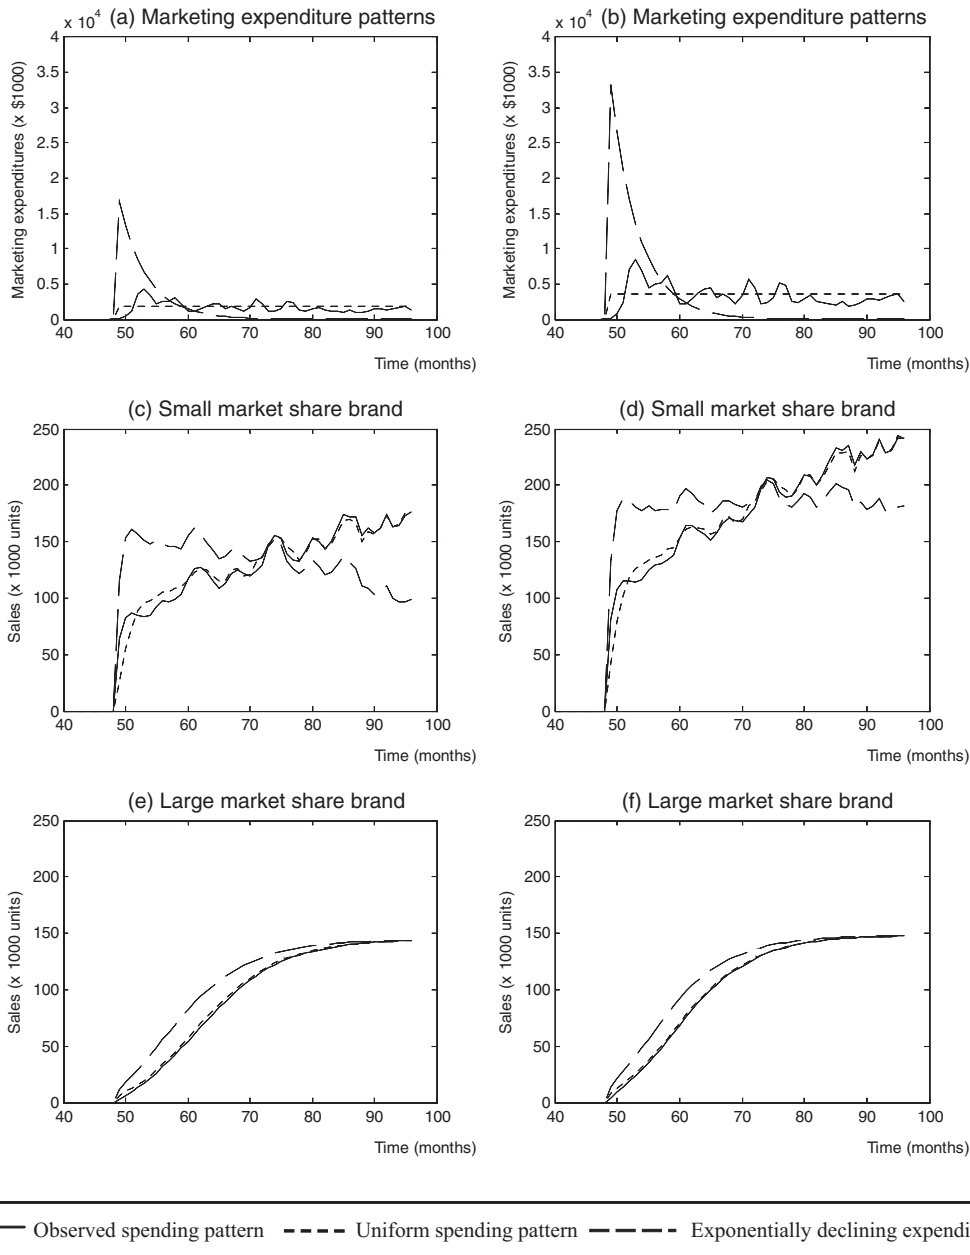 × 10⁴ (a) Marketing expenditure patterns
4
3.5
3
2.5
2
1.5
1
0.5
0
40 50 60 70 80 90 100
Marketing expenditures (x $1000)
Time (months)
× 10⁴ (b) Marketing expenditure patterns
4
3.5
3
2.5
2
1.5
1
0.5
0
40 50 60 70 80 90 100
Marketing expenditures (x $1000)
Time (months)
(c) Small market share brand
250
200
150
100
50
0
40 50 60 70 80 90 100
Sales (x 1000 units)
Time (months)
(d) Small market share brand
250
200
150
100
50
0
40 50 60 70 80 90 100
Sales (x 1000 units)
Time (months)
(e) Large market share brand
250
200
150
100
50
0
40 50 60 70 80 90 100
Sales (x 1000 units)
Time (months)
(f) Large market share brand
250
200
150
100
50
0
40 50 60 70 80 90 100
Sales (x 1000 units)
Time (months)
Observed spending pattern Uniform spending pattern Exponentially declining expendi